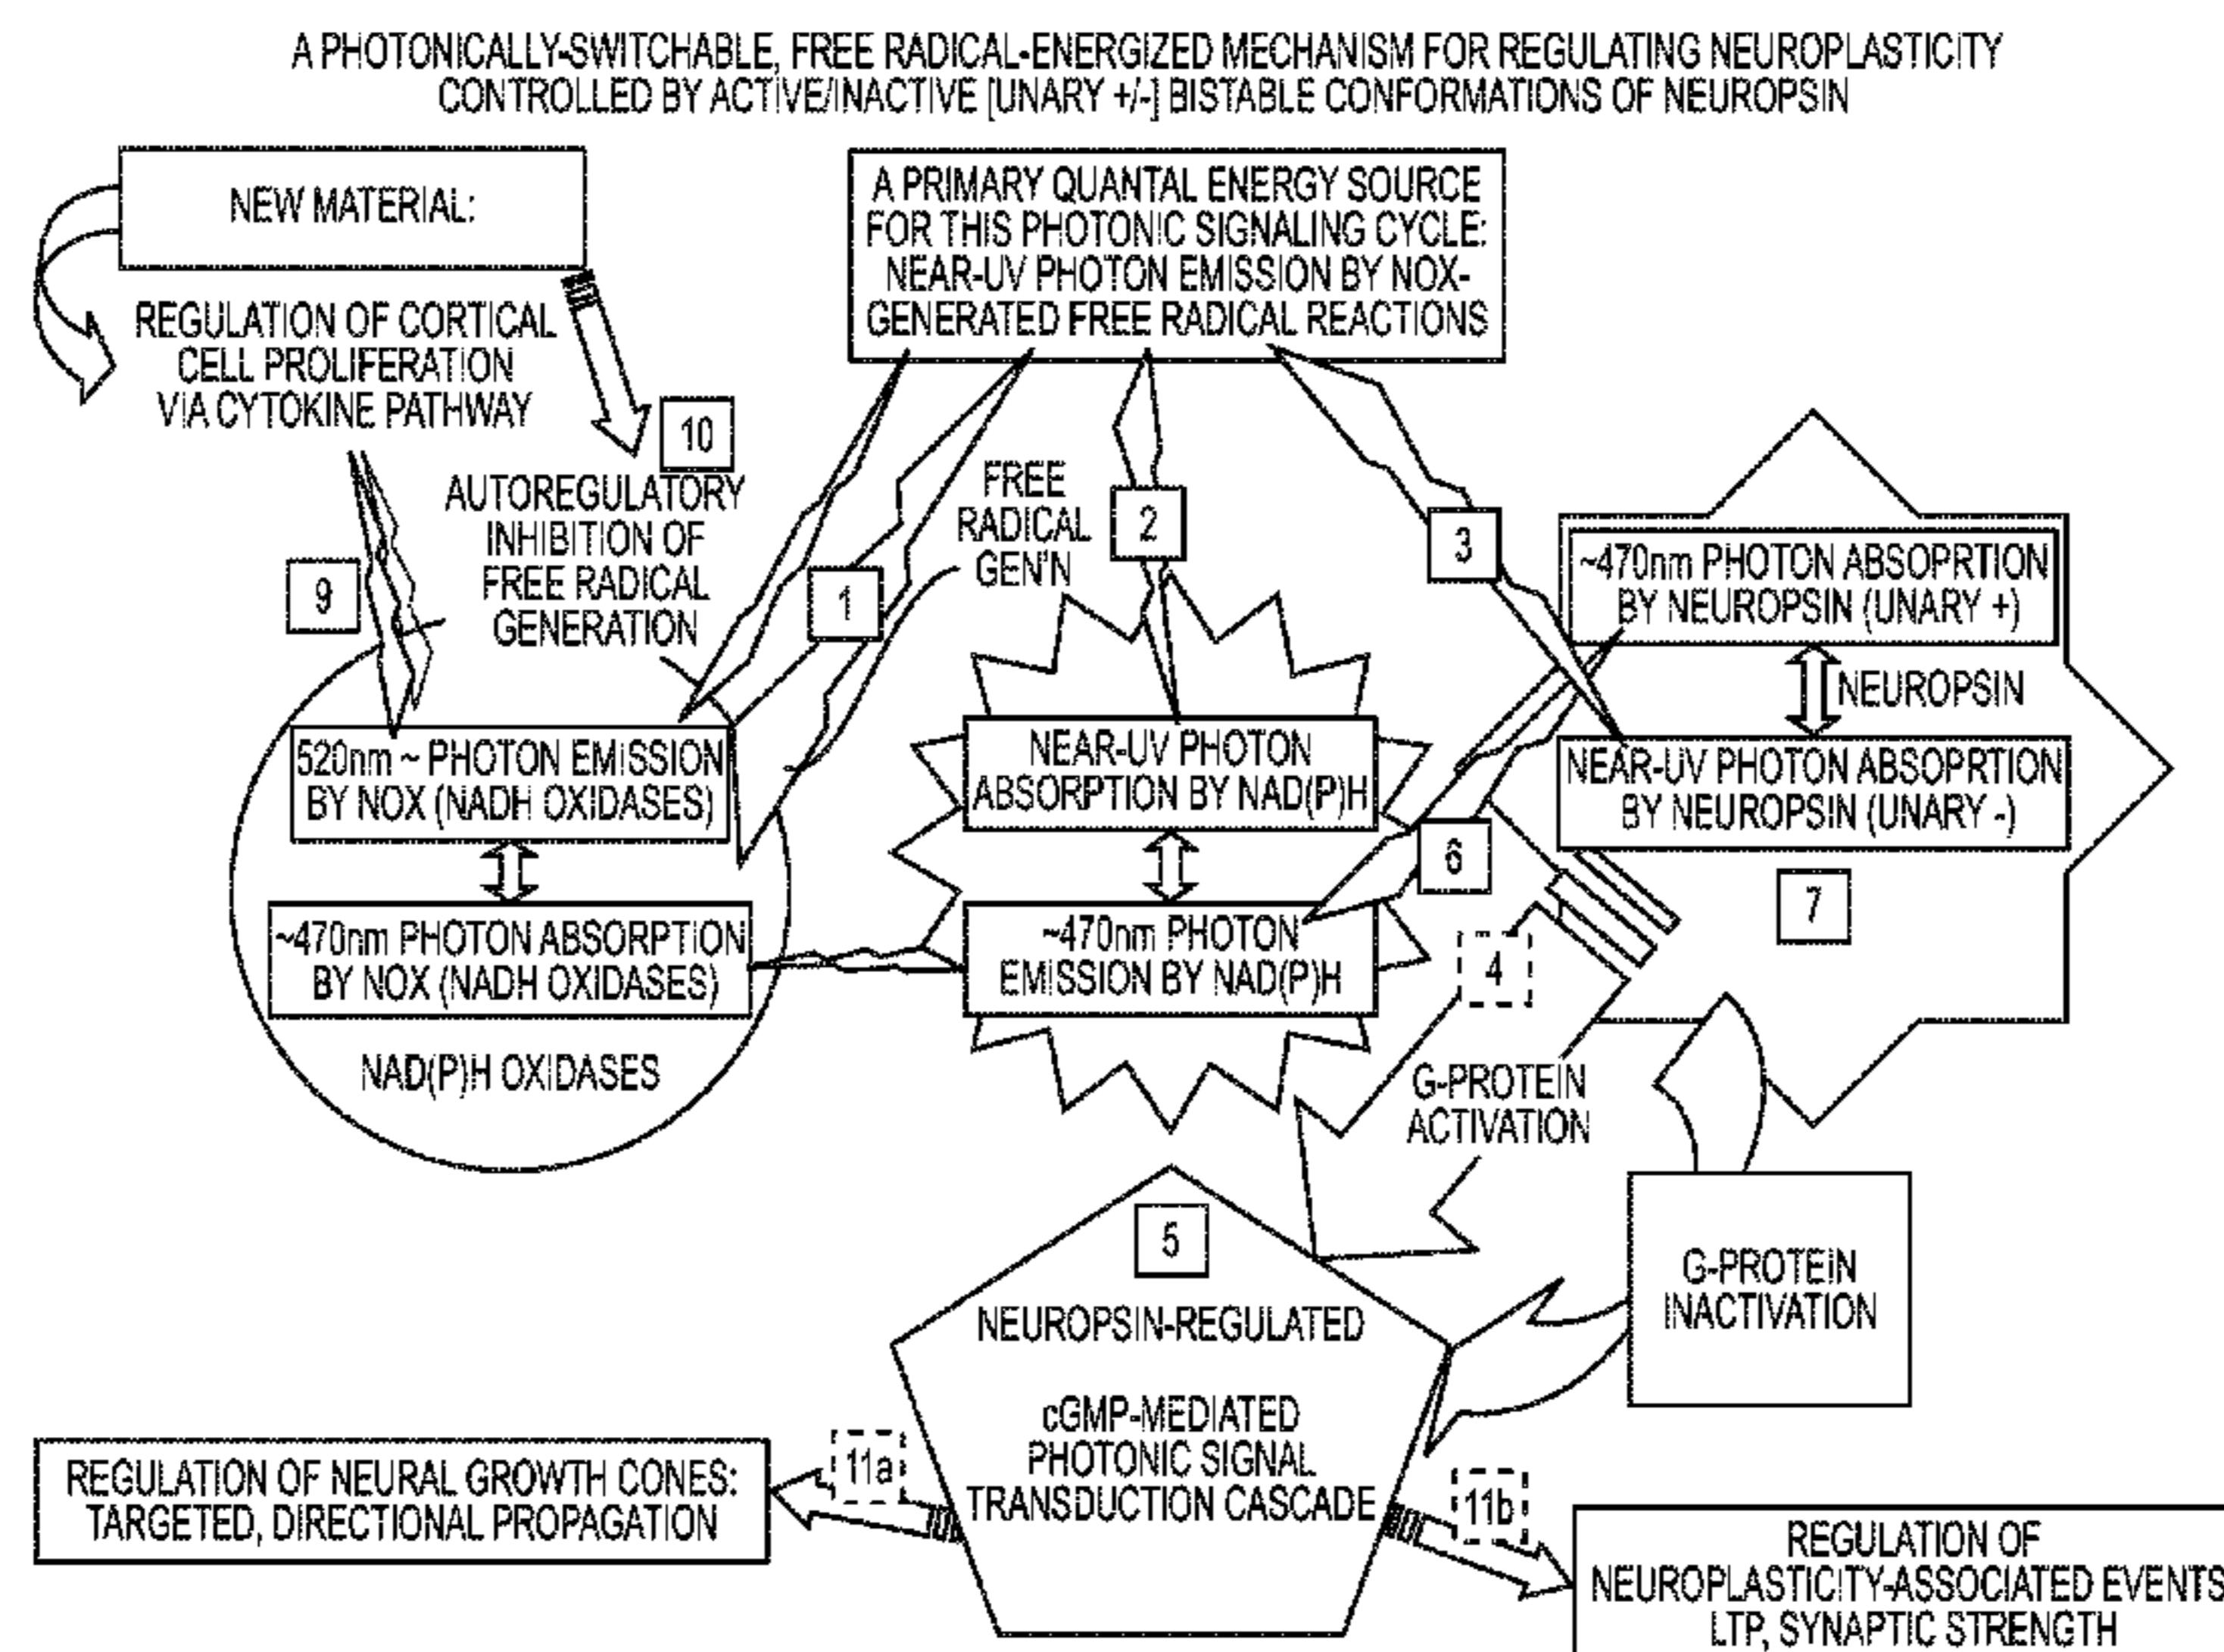 A PHOTONICALLY-SWITCHABLE, FREE RADICAL-ENERGIZED MECHANISM FOR REGULATING NEUROPLASTICITY
CONTROLLED BY ACTIVE/INACTIVE [UNARY +/-] BISTABLE CONFORMATIONS OF NEUROPSIN
NEW MATERIAL:
A PRIMARY QUANTAL ENERGY SOURCE
FOR THIS PHOTONIC SIGNALING CYCLE:
NEAR-UV PHOTON EMISSION BY NOX-
GENERATED FREE RADICAL REACTIONS
REGULATION OF CORTICAL
CELL PROLIFERATION
VIA CYTOKINE PATHWAY
10
AUTOREGULATORY
INHIBITION OF
FREE RADICAL
GENERATION
9
1
FREE
RADICAL
GEN'N
2
3
~470nm PHOTON ABSOPRTION
BY NEUROPSIN (UNARY +)
NEUROPSIN
NEAR-UV PHOTON ABSOPRTION
BY NEUROPSIN (UNARY -)
7
520nm ~ PHOTON EMISSION
BY NOX (NADH OXIDASES)
~470nm PHOTON ABSORPTION
BY NOX (NADH OXIDASES)
NAD(P)H OXIDASES
NEAR-UV PHOTON
ABSORPTION BY NAD(P)H
~470nm PHOTON
EMISSION BY NAD(P)H
6
4
G-PROTEIN
ACTIVATION
G-PROTEIN
INACTIVATION
5
NEUROPSIN-REGULATED
cGMP-MEDIATED
PHOTONIC SIGNAL
TRANSDUCTION CASCADE
11a
REGULATION OF NEURAL GROWTH CONES:
TARGETED, DIRECTIONAL PROPAGATION
11b
REGULATION OF
NEUROPLASTICITY-ASSOCIATED EVENTS
LTP, SYNAPTIC STRENGTH